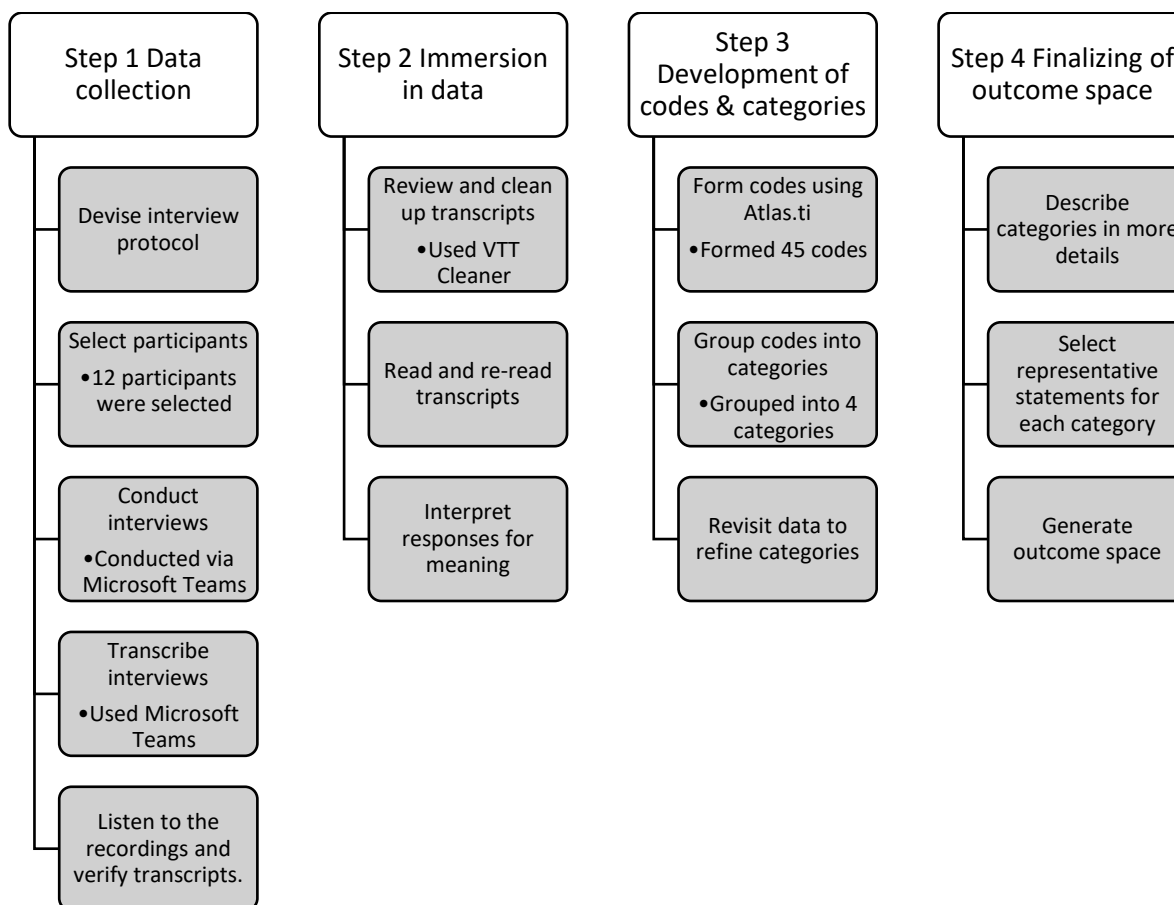 Step 1 Data
collection
Devise interview
protocol
Select participants
•12 participants
were selected
Conduct
interviews
•Conducted via
Microsoft Teams
Transcribe
interviews
•Used Microsoft
Teams
Listen to the
recordings and
verify transcripts.
Step 2 Immersion
in data
Review and clean
up transcripts
•Used VTT
Cleaner
Read and re-read
transcripts
Interpret
responses for
meaning
Step 3
Development of
codes & categories
Form codes using
Atlas.ti
•Formed 45 codes
Group codes into
categories
•Grouped into 4
categories
Revisit data to
refine categories
Step 4 Finalizing of
outcome space
Describe
categories in more
details
Select
representative
statements for
each category
Generate
outcome space